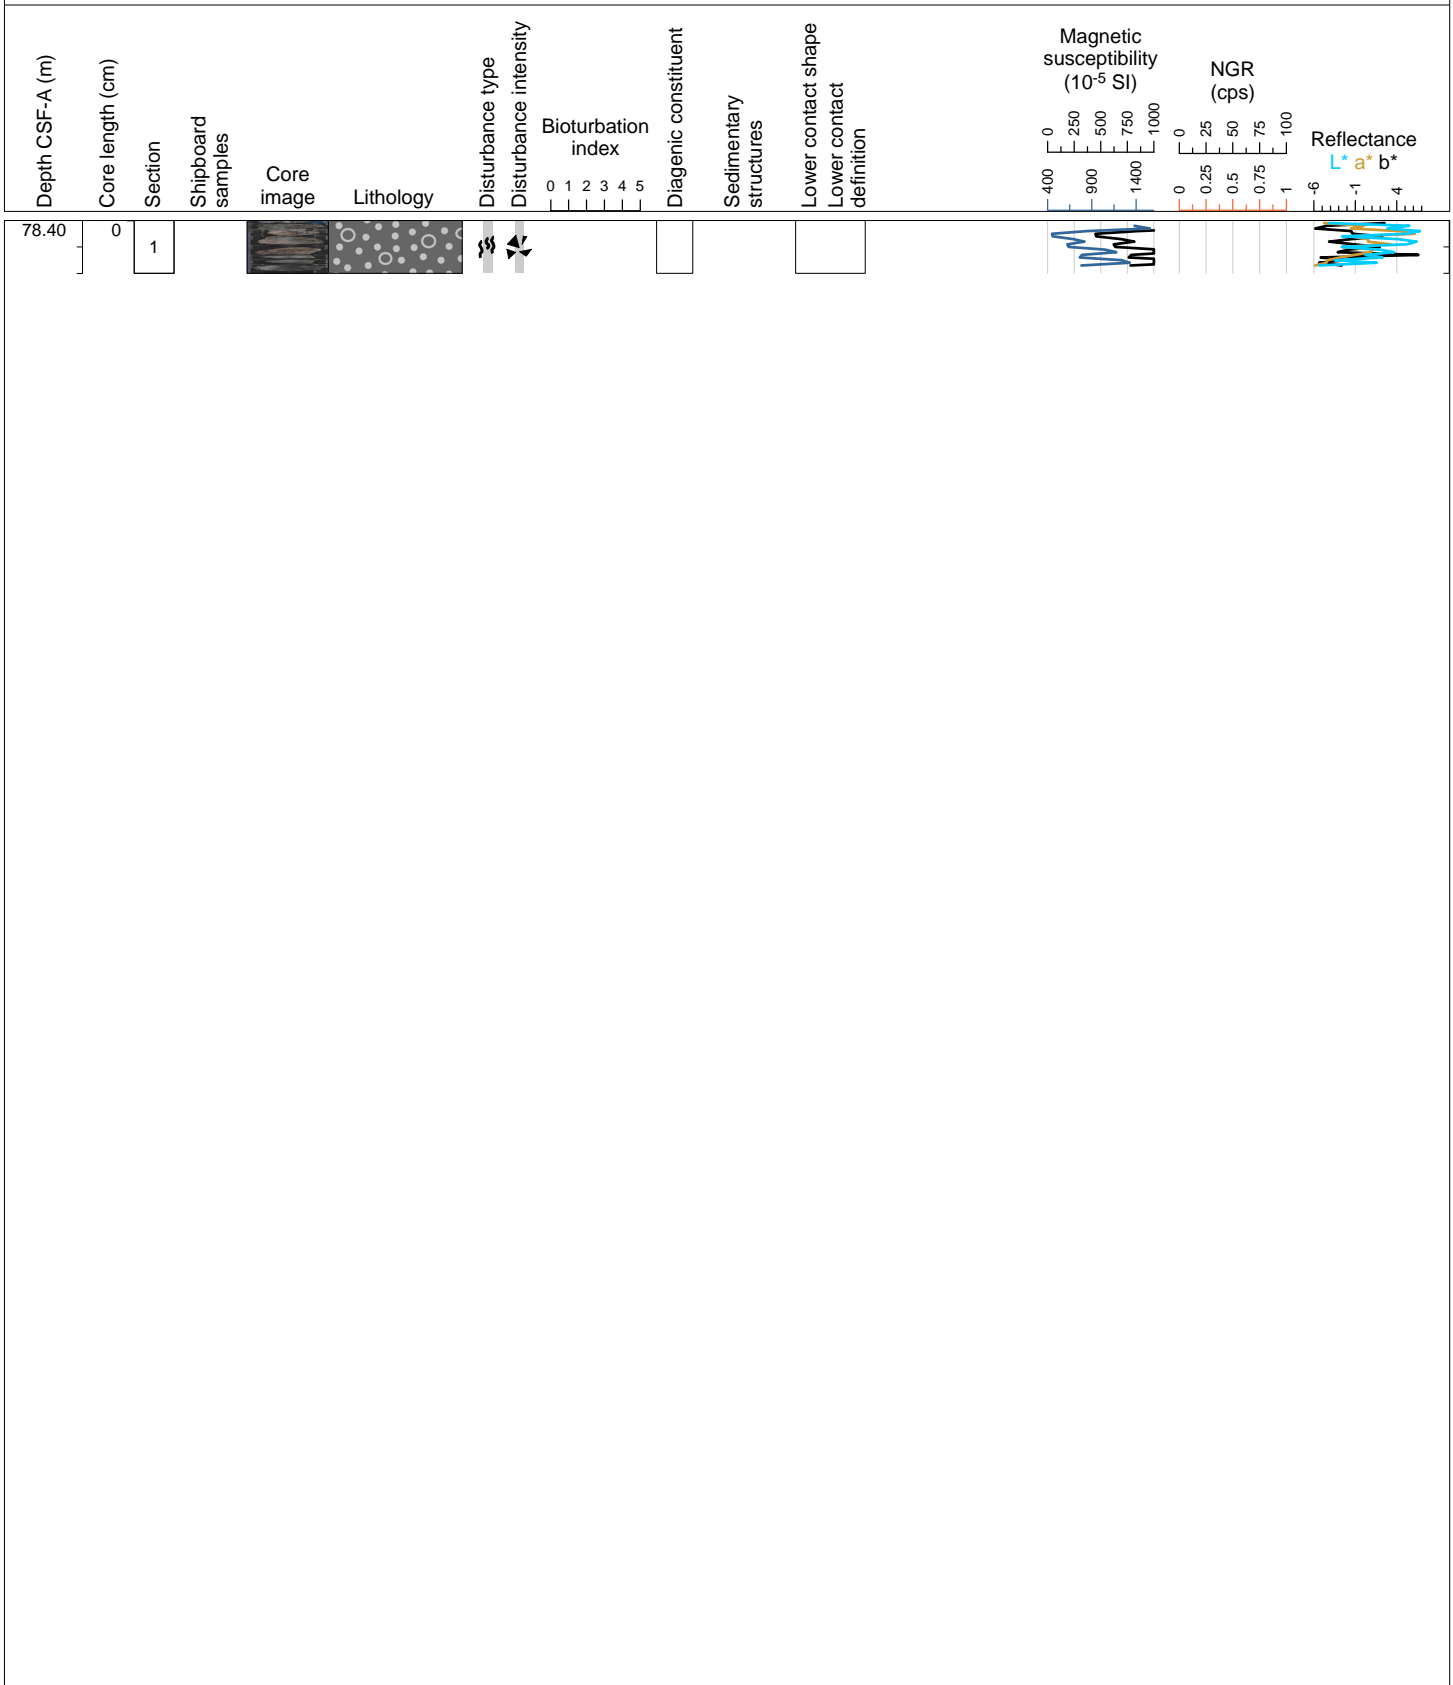 Depth CSF-A (m)
Core length (cm)
Section
Shipboard
samples
Core
image
Lithology
Disturbance type
Disturbance intensity
Bioturbation
index
0 1 2 3 4 5
Diagenic constituent
Sedimentary
structures
Lower contact shape
Lower contact
definition
Magnetic
susceptibility
(10-5 SI)
0 250 500 750 1000
400 900 1400
NGR
(cps)
0 25 50 75 100
0 0.25 0.5 0.75 1
Reflectance
L* a* b*
-6 -1 4
78.40
0
1